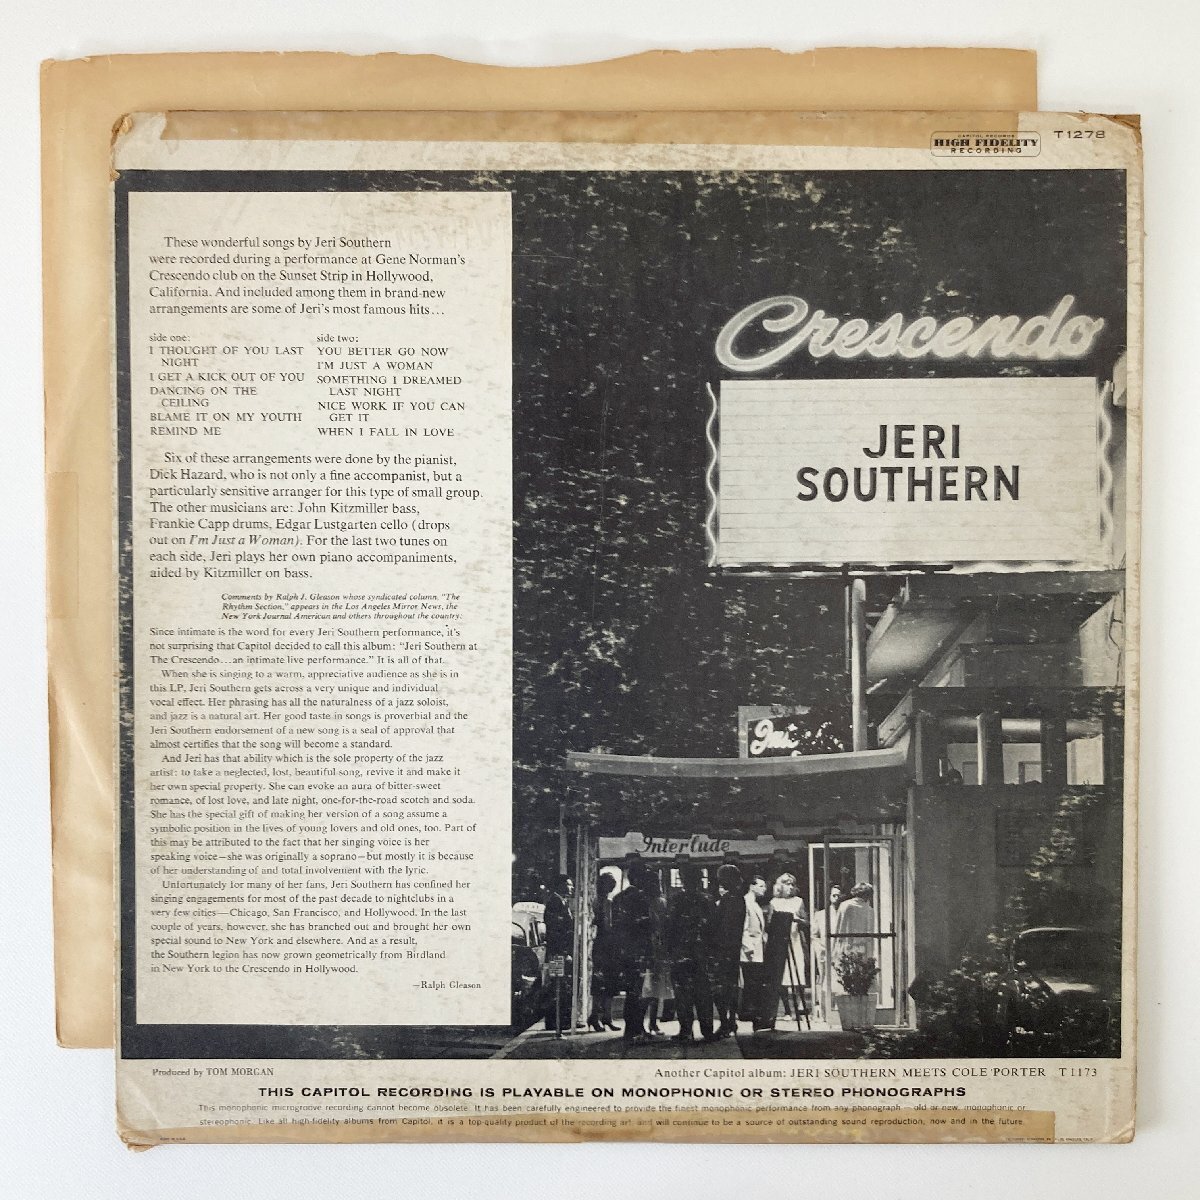 CAPITOL RECORDS
HIGH FIDELITY
RECORDING
T1278
These wonderful songs by Jeri Southern
were recorded during a performance at Gene Norman's
Crescendo club on the Sunset Strip in Hollywood,
California. And included among them in brand-new
arrangements are some of Jeri's most famous hits...
side one:
I THOUGHT OF YOU LAST
NIGHT
I GET A KICK OUT OF YOU
DANCING ON THE
CEILING
BLAME IT ON MY YOUTH
REMIND ME
side two:
YOU BETTER GO NOW
I'M JUST A WOMAN
SOMETHING I DREAMED
LAST NIGHT
NICE WORK IF YOU CAN
GET IT
WHEN I FALL IN LOVE
Six of these arrangements were done by the pianist,
Dick Hazard, who is not only a fine accompanist, but a
particularly sensitive arranger for this type of small group.
The other musicians are: John Kitzmiller bass,
Frankie Capp drums, Edgar Lustgarten cello (drops
out on I'm Just a Woman). For the last two tunes on
each side, Jeri plays her own piano accompaniments,
aided by Kitzmiller on bass.
Comments by Ralph J. Gleason whose syndicated column, "The
Rhythm Section," appears in the Los Angeles Mirror News, the
New York Journal American and others throughout the country:
Since intimate is the word for every Jeri Southern performance, it's
not surprising that Capitol decided to call this album: "Jeri Southern at
The Crescendo...an intimate live performance." It is all of that.
When she is singing to a warm, appreciative audience as she is in
this LP, Jeri Southern gets across a very unique and individual
vocal effect. Her phrasing has all the naturalness of a jazz soloist,
and jazz is a natural art. Her good taste in songs is proverbial and the
Jeri Southern endorsement of a new song is a seal of approval that
almost certifies that the song will become a standard.
And Jeri has that ability which is the sole property of the jazz
artist: to take a neglected, lost, beautiful song, revive it and make it
her own special property. She can evoke an aura of bitter-sweet
romance, of lost love, and late night, one-for-the-road scotch and soda.
She has the special gift of making her version of a song assume a
symbolic position in the lives of young lovers and old ones, too. Part of
this may be attributed to the fact that her singing voice is her
speaking voice—she was originally a soprano—but mostly it is because
of her understanding of and total involvement with the lyric.
Unfortunately for many of her fans, Jeri Southern has confined her
singing engagements for most of the past decade to nightclubs in a
very few cities—Chicago, San Francisco, and Hollywood. In the last
couple of years, however, she has branched out and brought her own
special sound to New York and elsewhere. And as a result,
the Southern legion has now grown geometrically from Birdland
in New York to the Crescendo in Hollywood.
—Ralph Gleason
Crescendo
JERI
SOUTHERN
Interlude
Produced by TOM MORGAN
Another Capitol album: JERI SOUTHERN MEETS COLE PORTER T1173
THIS CAPITOL RECORDING IS PLAYABLE ON MONOPHONIC OR STEREO PHONOGRAPHS
This monophonic microgroove recording cannot become obsolete. It has been carefully engineered to provide the finest monophonic performance from any phonograph — old or new, monophonic or
stereophonic. Like all high-fidelity albums from Capitol, it is a top-quality product of the recording art, and will continue to be a source of outstanding sound reproduction, now and in the future.